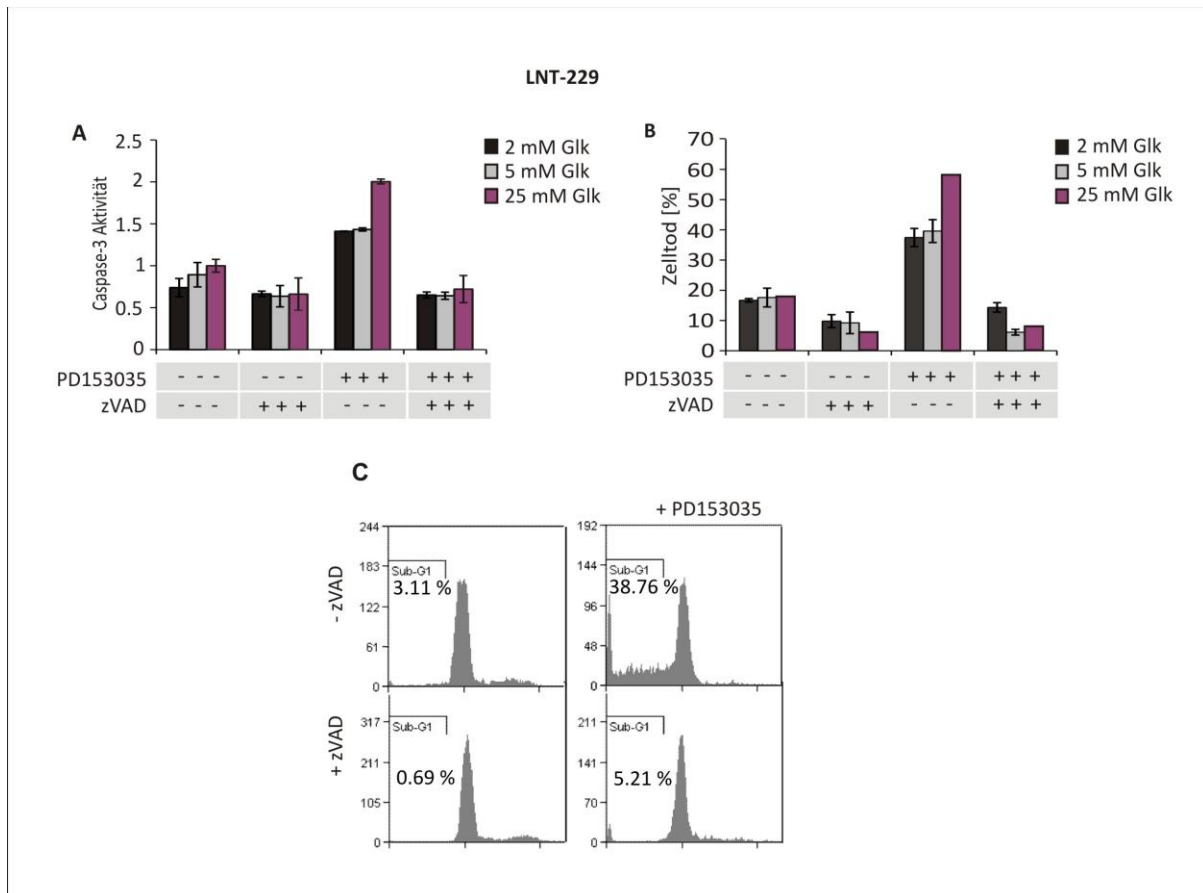 LNT-229
A
Caspase-3 Aktivität
2.5
2
1.5
1
0.5
0
2 mM Glk
5 mM Glk
25 mM Glk
PD153035 - - - - - - + + + + + +
zVAD - - - + + + - - - + + +
B
Zelltod [%]
70
60
50
40
30
20
10
0
2 mM Glk
5 mM Glk
25 mM Glk
PD153035 - - - - - - + + + + + +
zVAD - - - + + + - - - + + +
C
+ PD153035
- zVAD
244
183
122
61
0
Sub-G1
3.11 %
192
144
96
48
0
Sub-G1
38.76 %
+ zVAD
317
211
105
0
Sub-G1
0.69 %
211
141
70
0
Sub-G1
5.21 %